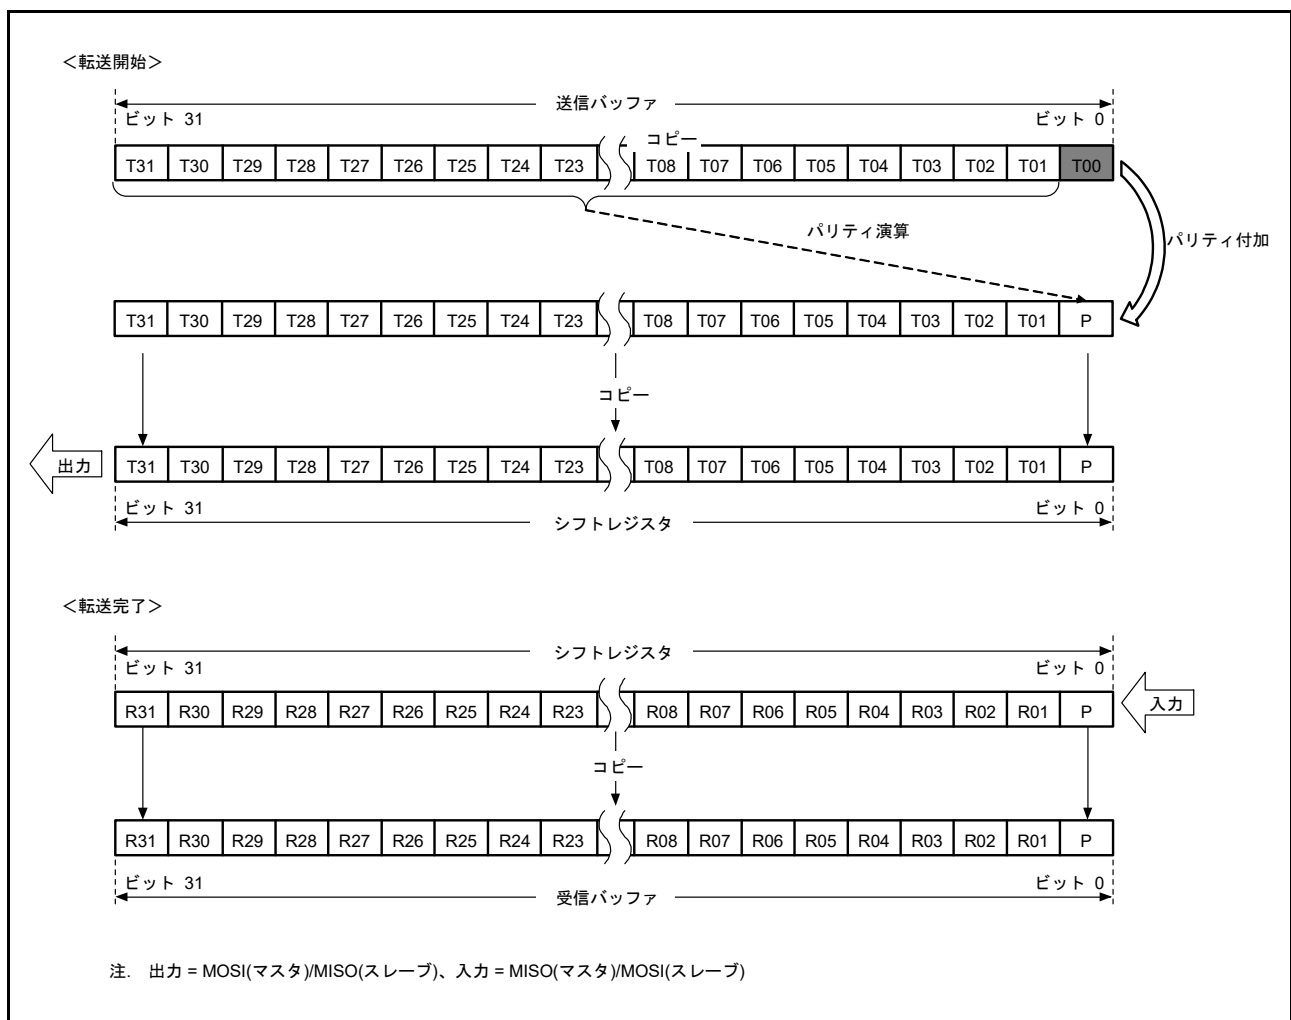 ＜転送開始＞
送信バッファ
ビット 31 ビット 0
コピー
T31 T30 T29 T28 T27 T26 T25 T24 T23 T08 T07 T06 T05 T04 T03 T02 T01 T00
パリティ演算
パリティ付加
T31 T30 T29 T28 T27 T26 T25 T24 T23 T08 T07 T06 T05 T04 T03 T02 T01 P
コピー
出力 T31 T30 T29 T28 T27 T26 T25 T24 T23 T08 T07 T06 T05 T04 T03 T02 T01 P
ビット 31 ビット 0
シフトレジスタ
＜転送完了＞
シフトレジスタ
ビット 31 ビット 0
R31 R30 R29 R28 R27 R26 R25 R24 R23 R08 R07 R06 R05 R04 R03 R02 R01 P 入力
コピー
R31 R30 R29 R28 R27 R26 R25 R24 R23 R08 R07 R06 R05 R04 R03 R02 R01 P
ビット 31 ビット 0
受信バッファ
注. 出力 = MOSI(マスタ)/MISO(スレーブ)、入力 = MISO(マスタ)/MOSI(スレーブ)